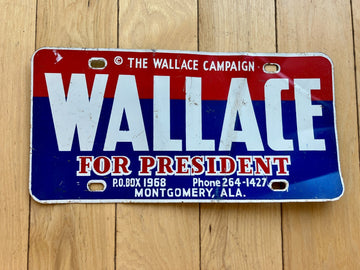 © THE WALLACE CAMPAIGN
WALLACE
FOR PRESIDENT
P.O. BOX 1968 Phone 264-1427
MONTGOMERY, ALA.